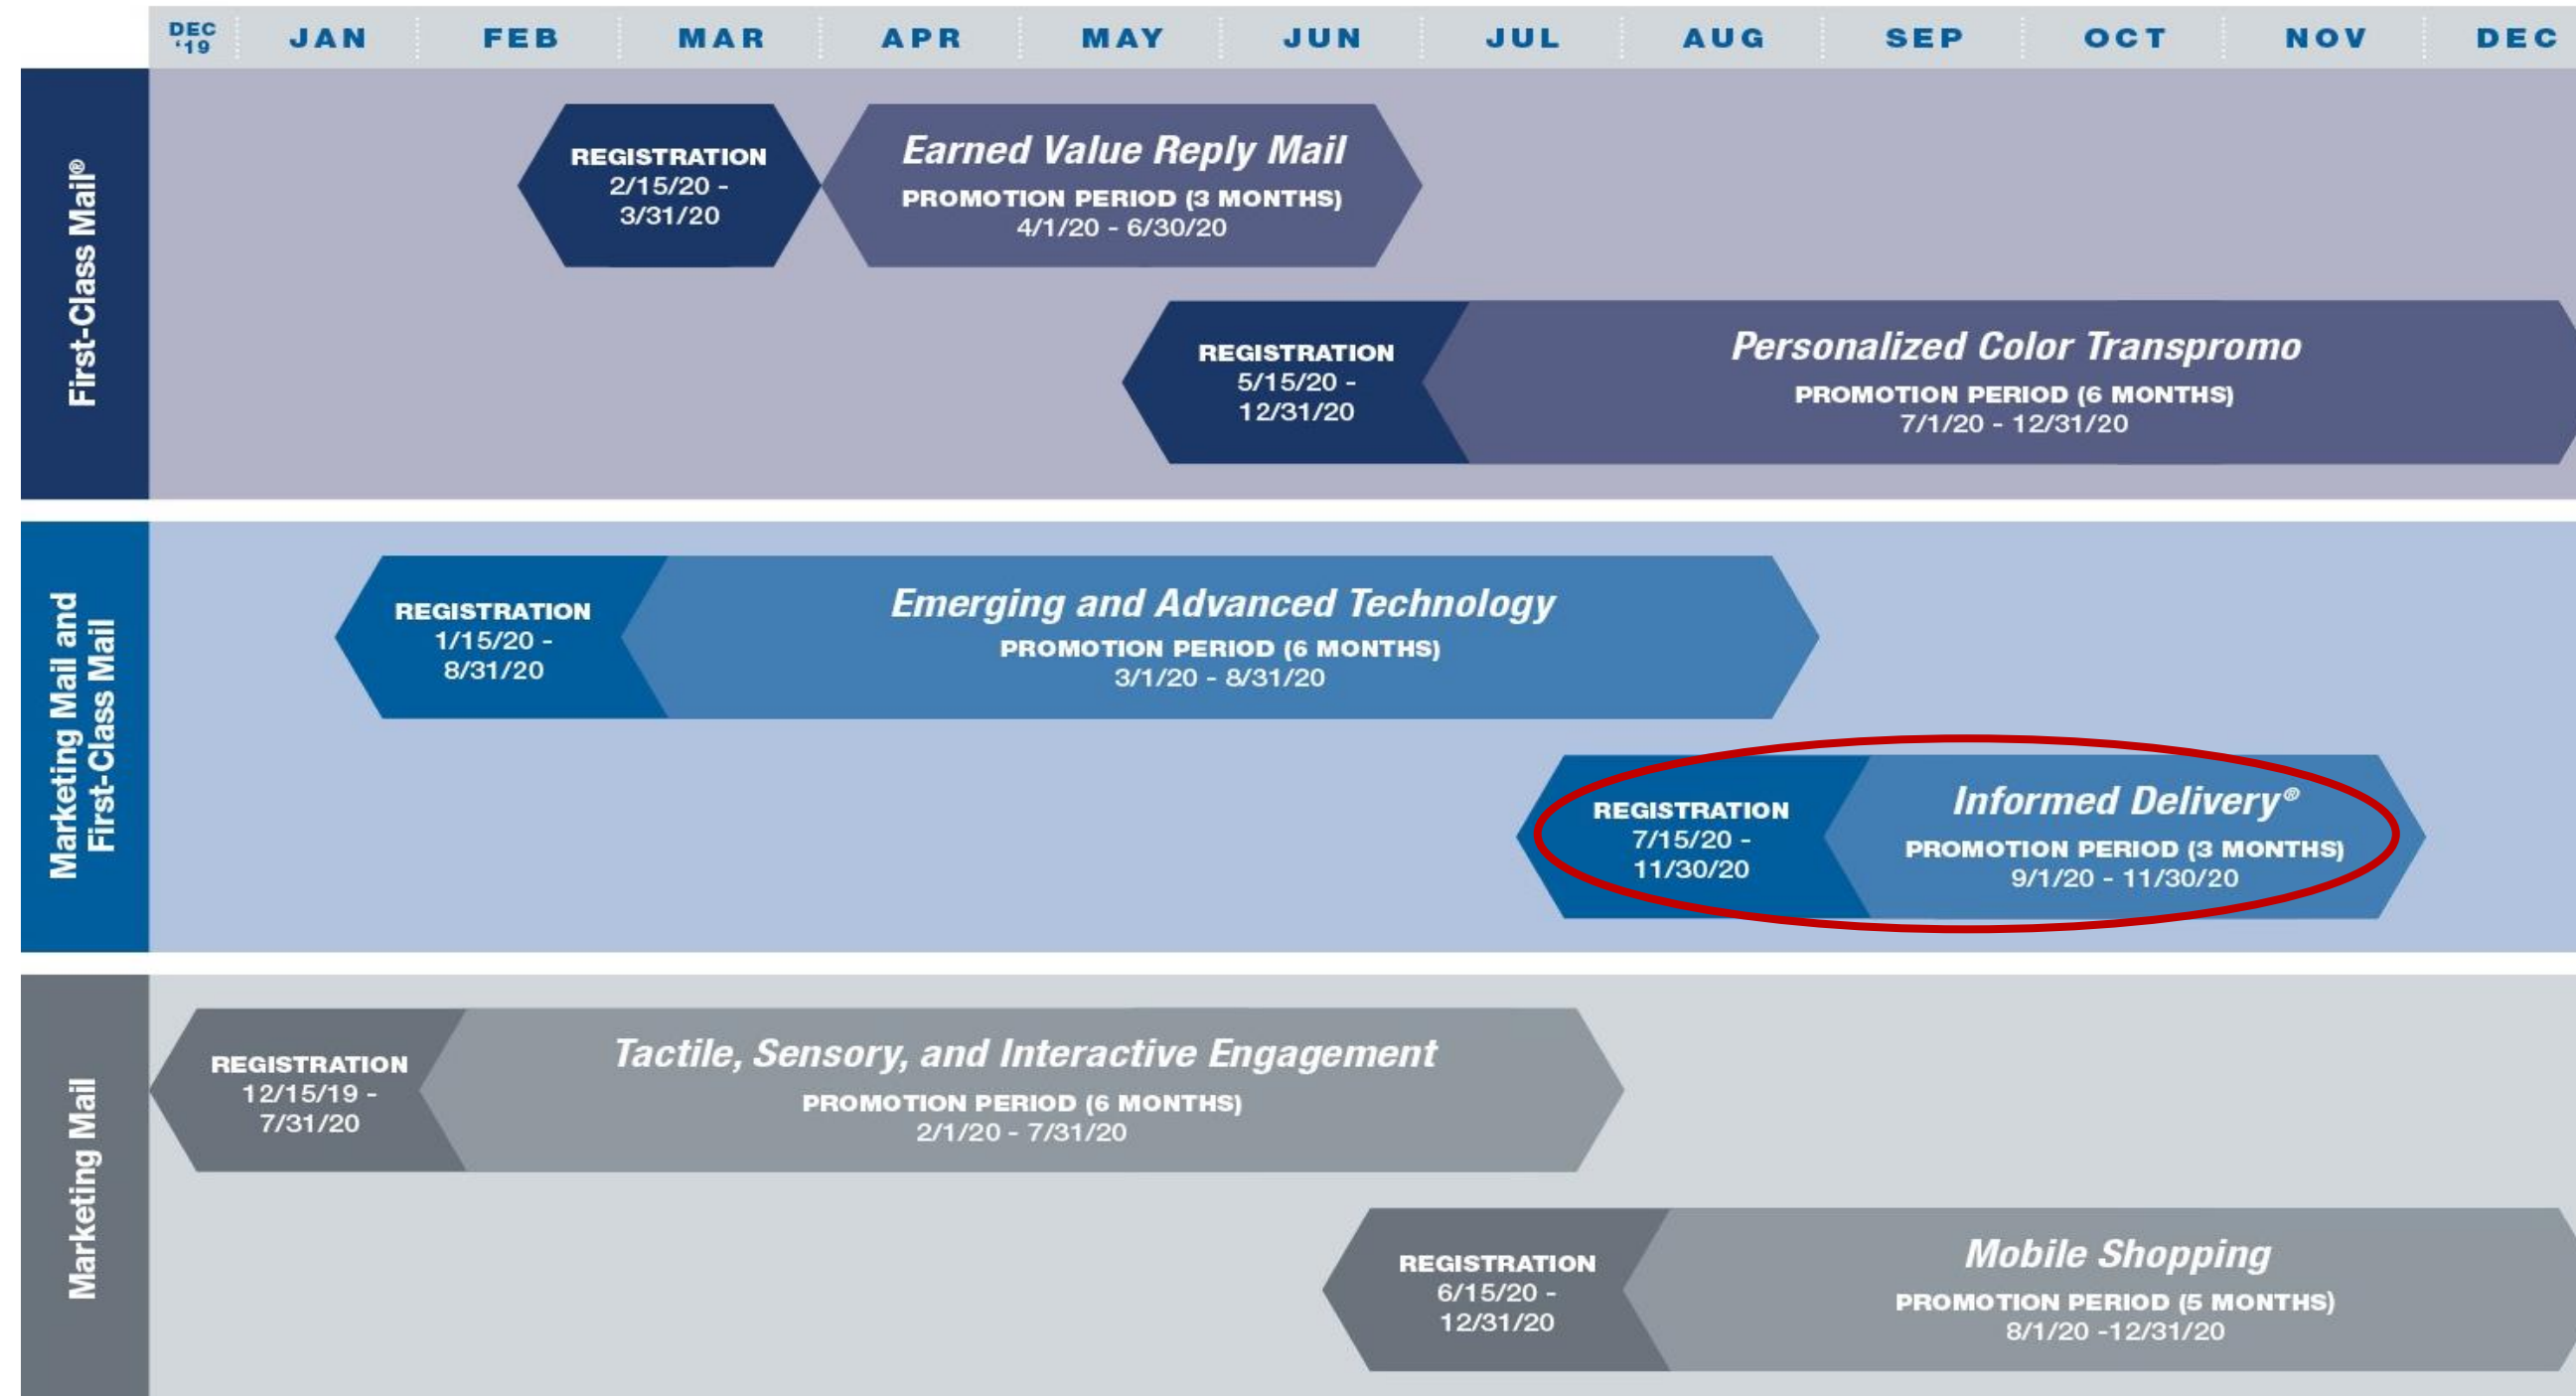 DEC '19 JAN FEB MAR APR MAY JUN JUL AUG SEP OCT NOV DEC
First-Class Mail®
REGISTRATION
2/15/20 -
3/31/20
Earned Value Reply Mail
PROMOTION PERIOD (3 MONTHS)
4/1/20 - 6/30/20
REGISTRATION
5/15/20 -
12/31/20
Personalized Color Transpromo
PROMOTION PERIOD (6 MONTHS)
7/1/20 - 12/31/20
Marketing Mail and
First-Class Mail
REGISTRATION
1/15/20 -
8/31/20
Emerging and Advanced Technology
PROMOTION PERIOD (6 MONTHS)
3/1/20 - 8/31/20
REGISTRATION
7/15/20 -
11/30/20
Informed Delivery®
PROMOTION PERIOD (3 MONTHS)
9/1/20 - 11/30/20
Marketing Mail
REGISTRATION
12/15/19 -
7/31/20
Tactile, Sensory, and Interactive Engagement
PROMOTION PERIOD (6 MONTHS)
2/1/20 - 7/31/20
REGISTRATION
6/15/20 -
12/31/20
Mobile Shopping
PROMOTION PERIOD (5 MONTHS)
8/1/20 -12/31/20